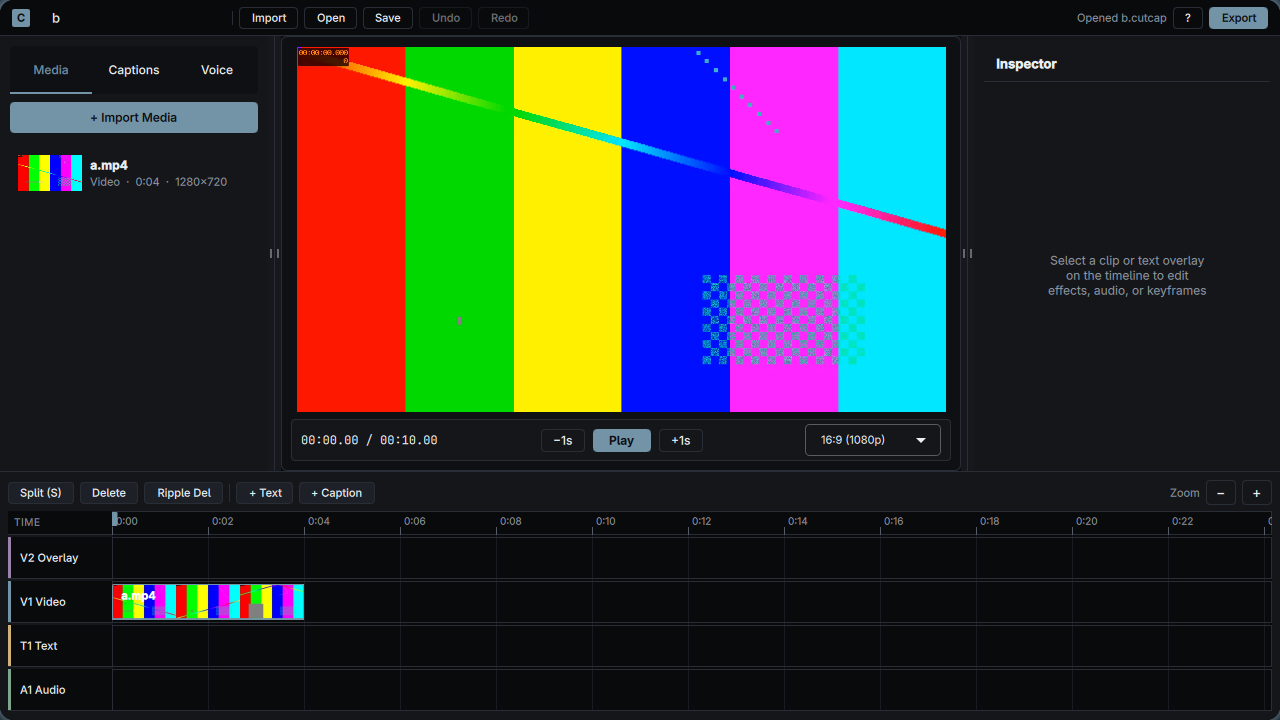 C b Import Open Save Undo Redo Opened b.cutcap ? Export
Media Captions Voice
+ Import Media
a.mp4
Video · 0:04 · 1280×720
00:00:00.000
0
00:00.00 / 00:10.00 −1s Play +1s 16:9 (1080p)
Inspector
Select a clip or text overlay
on the timeline to edit
effects, audio, or keyframes
Split (S) Delete Ripple Del + Text + Caption Zoom − +
TIME 0:00 0:02 0:04 0:06 0:08 0:10 0:12 0:14 0:16 0:18 0:20 0:22
V2 Overlay
V1 Video a.mp4
T1 Text
A1 Audio